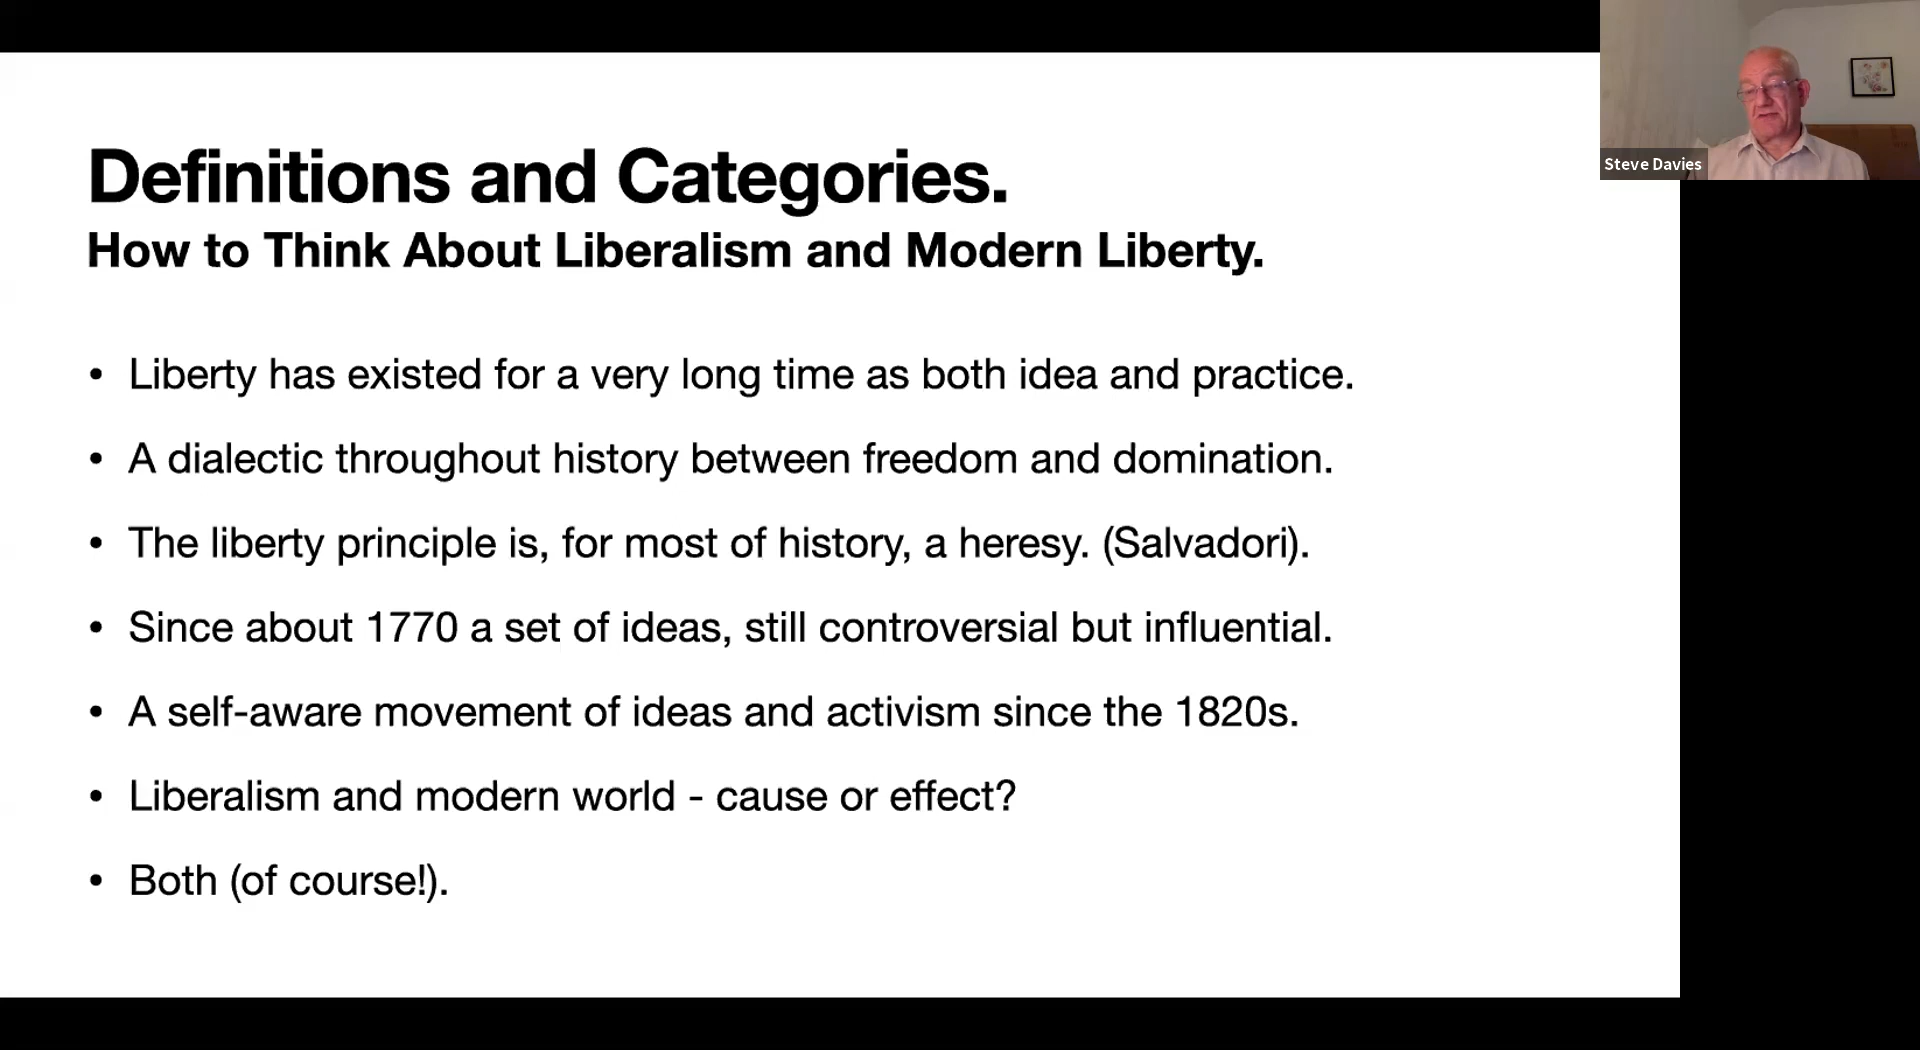 Definitions and Categories.
How to Think About Liberalism and Modern Liberty.
• Liberty has existed for a very long time as both idea and practice.
• A dialectic throughout history between freedom and domination.
• The liberty principle is, for most of history, a heresy. (Salvadori).
• Since about 1770 a set of ideas, still controversial but influential.
• A self-aware movement of ideas and activism since the 1820s.
• Liberalism and modern world - cause or effect?
• Both (of course!).
Steve Davies